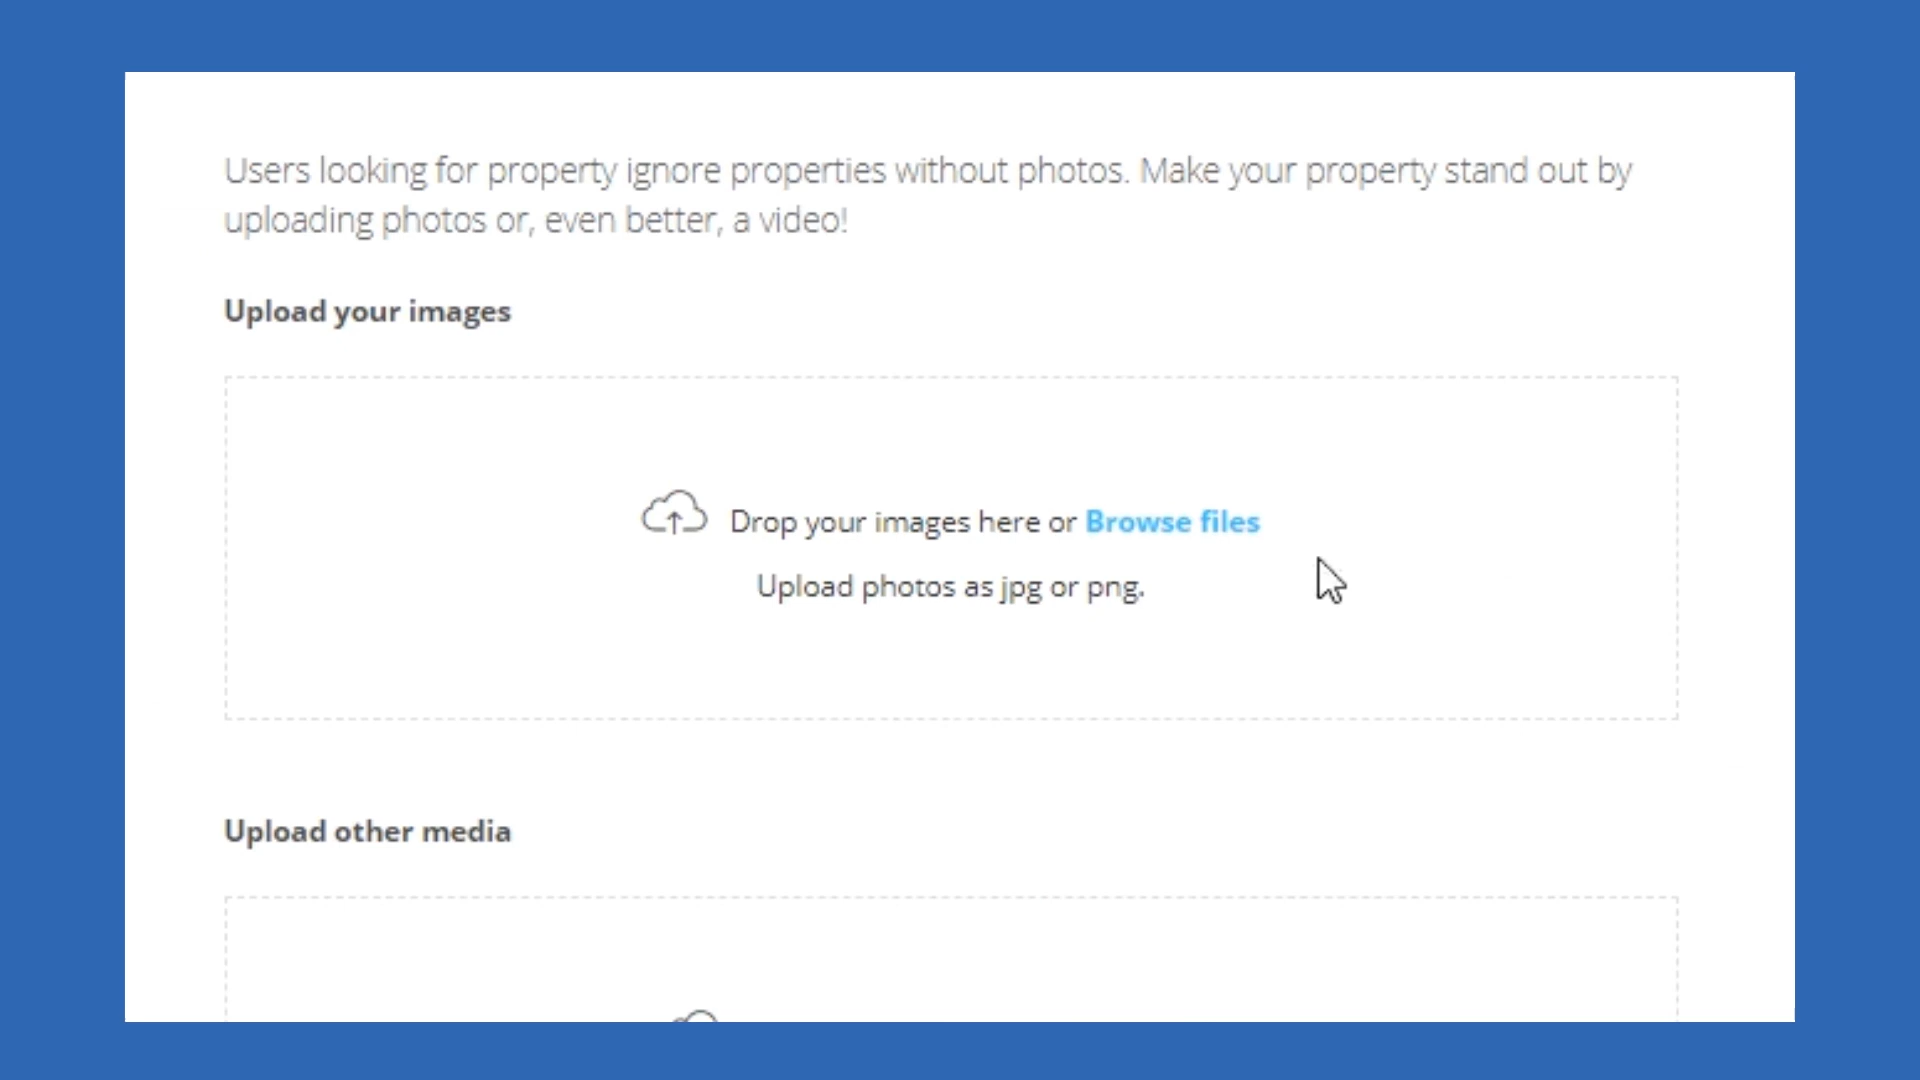 Users looking for property ignore properties without photos. Make your property stand out by
uploading photos or, even better, a video!
Upload your images
Drop your images here or Browse files
Upload photos as jpg or png.
Upload other media